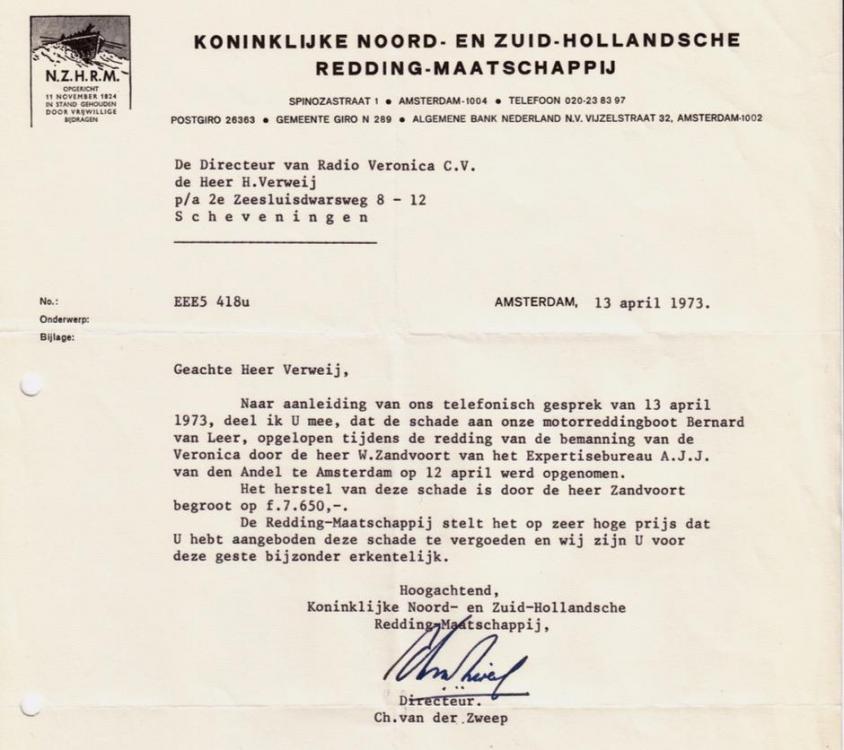 N.Z.H.R.M.
OPGERICHT
11 NOVEMBER 1824
IN STAND GEHOUDEN
DOOR VRIJWILLIGE
BIJDRAGEN
KONINKLIJKE NOORD- EN ZUID-HOLLANDSCHE
REDDING-MAATSCHAPPIJ
SPINOZASTRAAT 1 ● AMSTERDAM-1004 ● TELEFOON 020-23 83 97
POSTGIRO 26363 ● GEMEENTE GIRO N 289 ● ALGEMENE BANK NEDERLAND N.V. VIJZELSTRAAT 32, AMSTERDAM-1002
De Directeur van Radio Veronica C.V.
de Heer H.Verweij
p/a 2e Zeesluisdwarsweg 8 - 12
S c h e v e n i n g e n
No.: EEE5 418u AMSTERDAM, 13 april 1973.
Onderwerp:
Bijlage:
Geachte Heer Verweij,
Naar aanleiding van ons telefonisch gesprek van 13 april
1973, deel ik U mee, dat de schade aan onze motorreddingboot Bernard
van Leer, opgelopen tijdens de redding van de bemanning van de
Veronica door de heer W.Zandvoort van het Expertisebureau A.J.J.
van den Andel te Amsterdam op 12 april werd opgenomen.
Het herstel van deze schade is door de heer Zandvoort
begroot op f.7.650,-.
De Redding-Maatschappij stelt het op zeer hoge prijs dat
U hebt aangeboden deze schade te vergoeden en wij zijn U voor
deze geste bijzonder erkentelijk.
Hoogachtend,
Koninklijke Noord- en Zuid-Hollandsche
Redding-Maatschappij,
Directeur.
Ch.van der Zweep